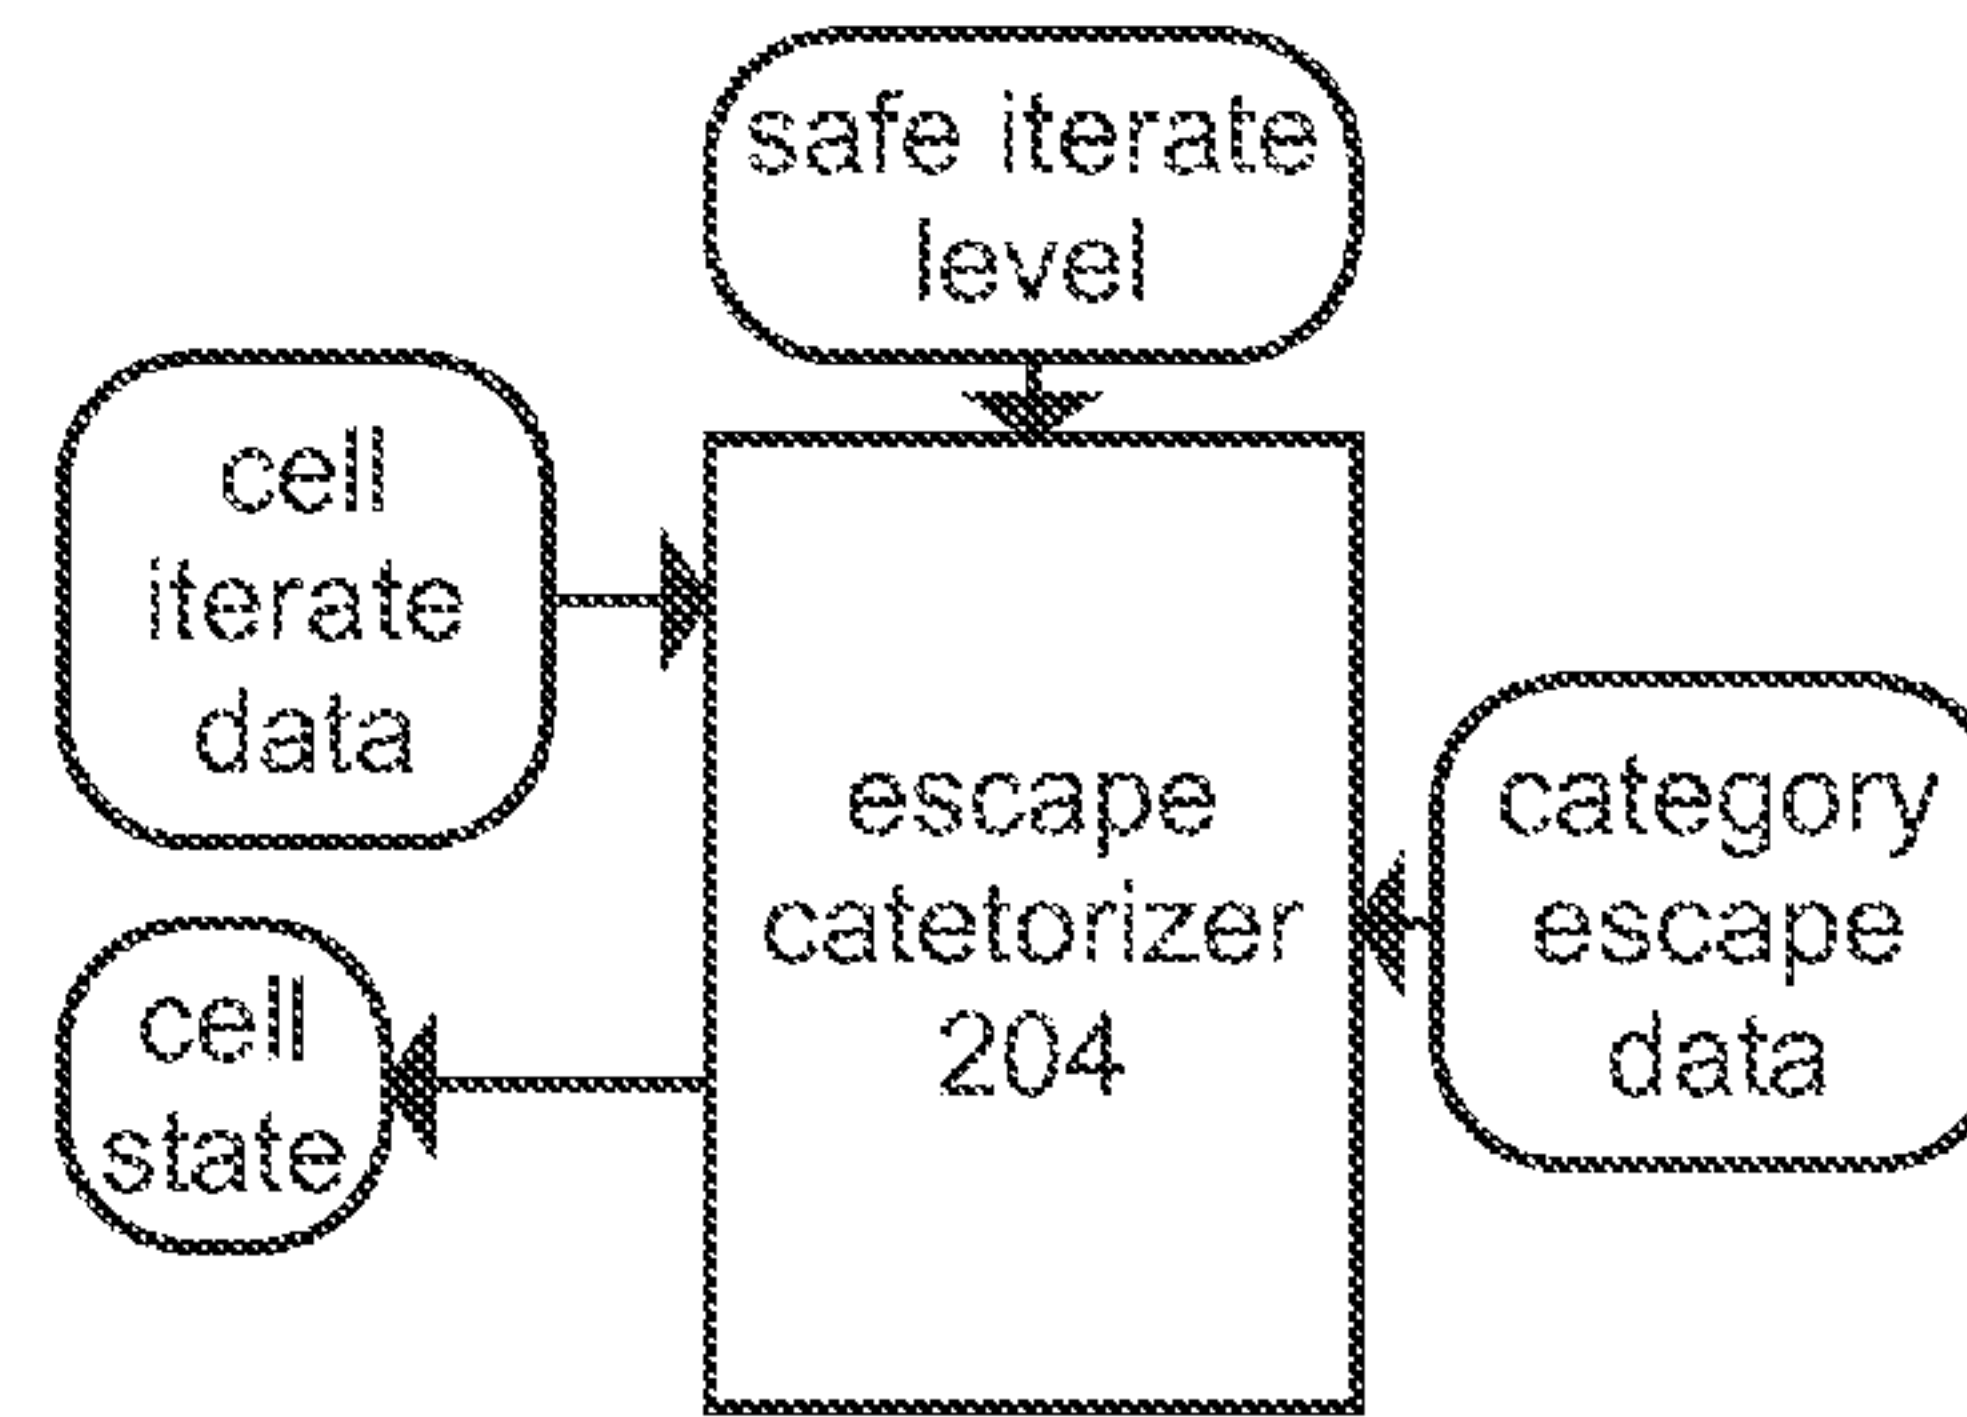 safe iterate
level
cell
iterate
data
escape
catetorizer
204
category
escape
data
cell
state